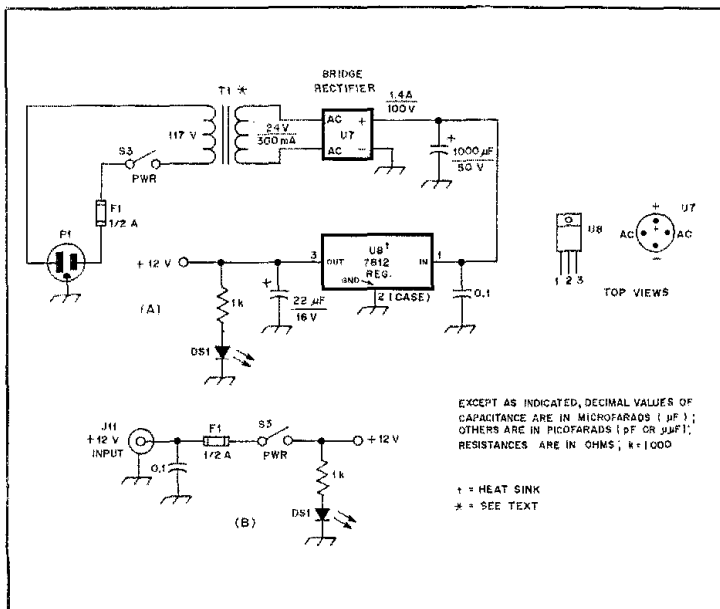 BRIDGE
RECTIFIER
T1 *
1.4A
100V
AC +
U7
AC −
117 V
24 V
300 mA
+
1000 µF
50 V
S3
PWR
F1
1/2 A
P1
U8
U7
+
AC
+
AC
−
1 2 3
TOP VIEWS
+ 12 V
3
OUT
U8†
7812
REG.
IN
1
GND
2 (CASE)
0.1
(A)
1k
+
22 µF
16 V
DS1
J11
+12 V
INPUT
F1
1/2 A
S3
PWR
+ 12 V
0.1
1k
DS1
(B)
EXCEPT AS INDICATED, DECIMAL VALUES OF
CAPACITANCE ARE IN MICROFARADS ( µF ) ;
OTHERS ARE IN PICOFARADS ( pF OR µµF);
RESISTANCES ARE IN OHMS ; k = 1000
† = HEAT SINK
* = SEE TEXT